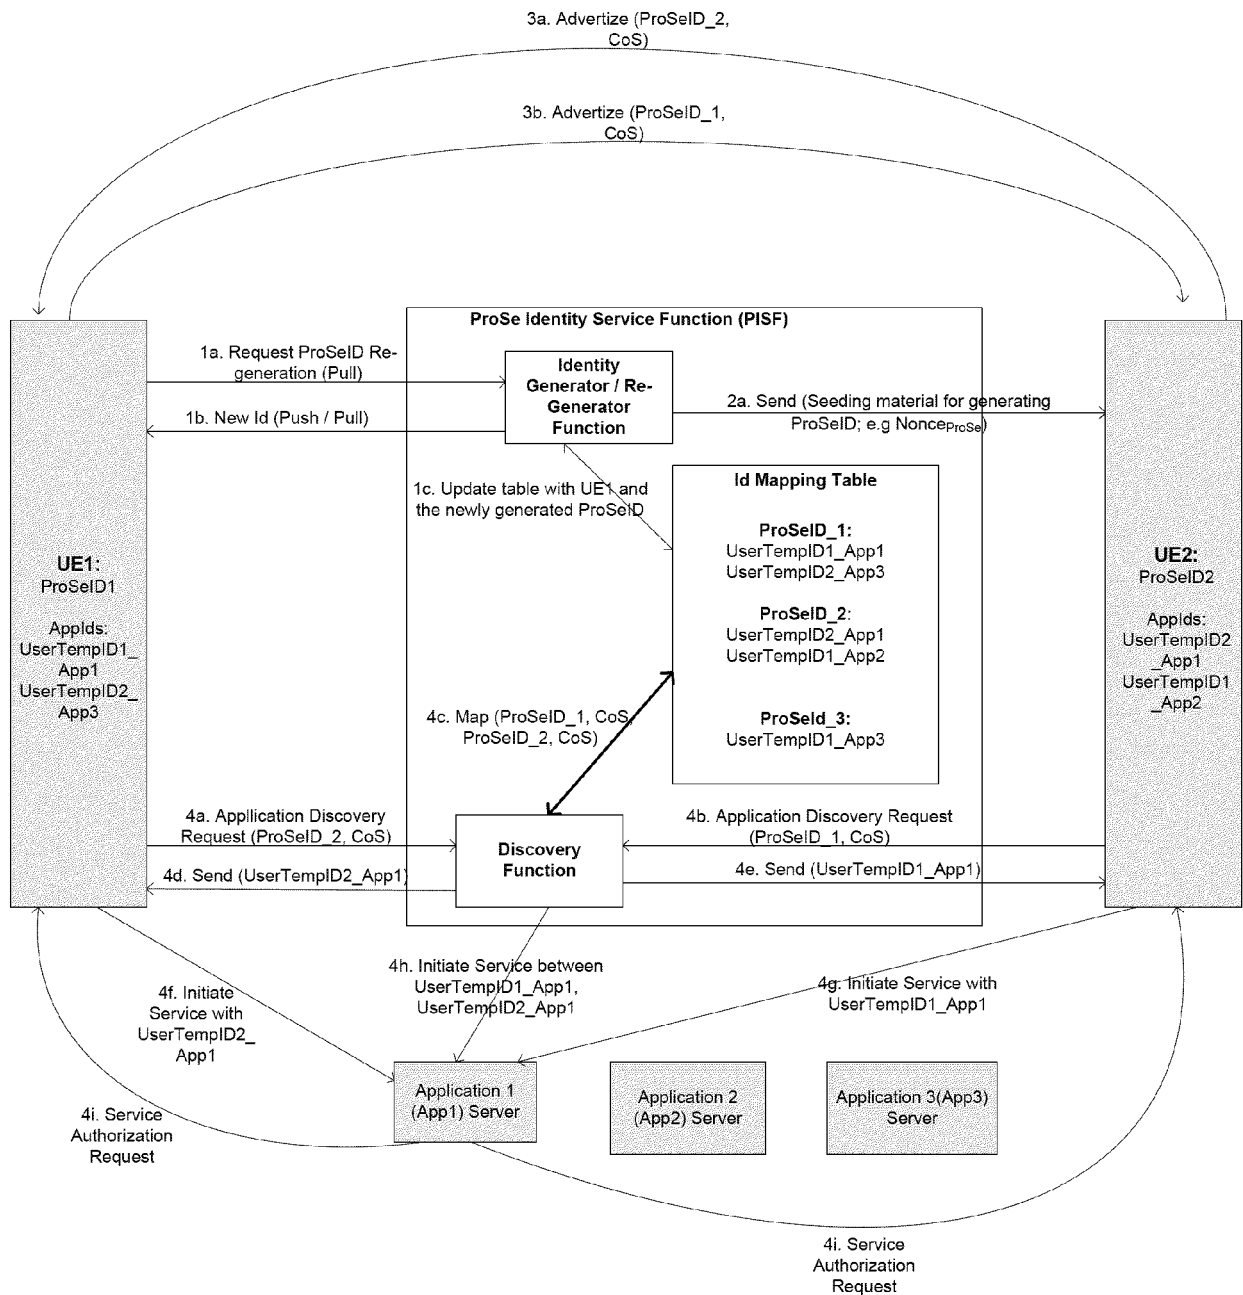 3a. Advertize (ProSeID_2,
CoS)
3b. Advertize (ProSeID_1,
CoS)
ProSe Identity Service Function (PISF)
1a. Request ProSeID Re-
generation (Pull)
Identity
Generator / Re-
Generator
Function
1b. New Id (Push / Pull)
2a. Send (Seeding material for generating
ProSeID; e.g NonceProSe)
1c. Update table with UE1 and
the newly generated ProSeID
Id Mapping Table
ProSeID_1:
UserTempID1_App1
UserTempID2_App3
ProSeID_2:
UserTempID2_App1
UserTempID1_App2
ProSeId_3:
UserTempID1_App3
UE1:
ProSeID1
AppIds:
UserTempID1_
App1
UserTempID2_
App3
UE2:
ProSeID2
AppIds:
UserTempID2
_App1
UserTempID1
_App2
4c. Map (ProSeID_1, CoS,
ProSeID_2, CoS)
4a. Appllication Discovery
Request (ProSeID_2, CoS)
4b. Application Discovery Request
(ProSeID_1, CoS)
Discovery
Function
4d. Send (UserTempID2_App1)
4e. Send (UserTempID1_App1)
4h. Initiate Service between
UserTempID1_App1,
UserTempID2_App1
4f. Initiate
Service with
UserTempID2_
App1
4g. Initiate Service with
UserTempID1_App1
Application 1
(App1) Server
Application 2
(App2) Server
Application 3(App3)
Server
4i. Service
Authorization
Request
4i. Service
Authorization
Request